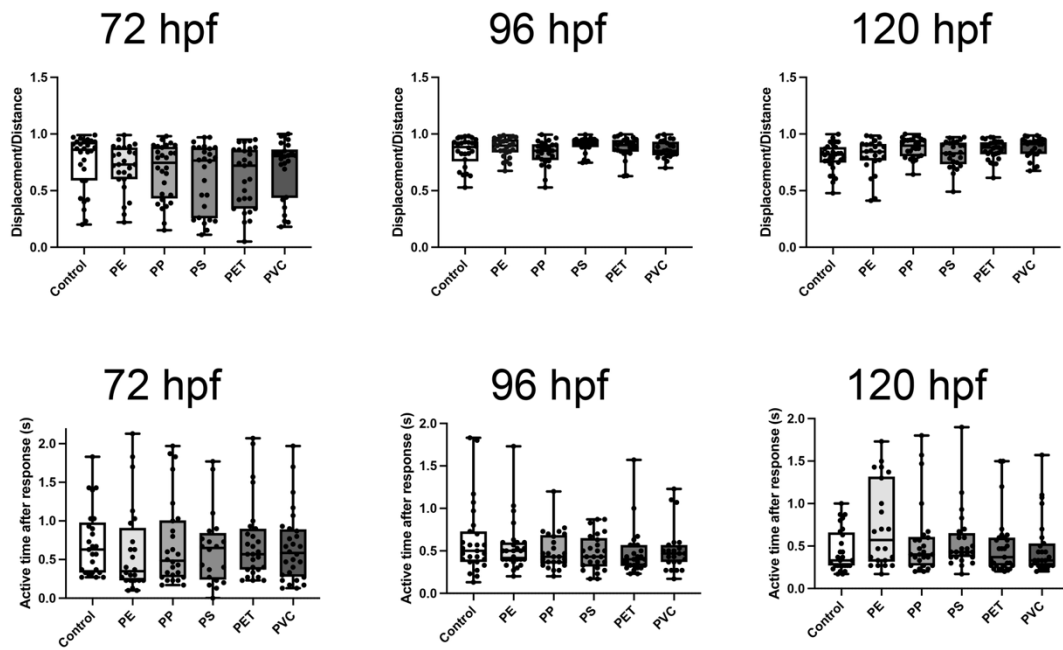 72 hpf
96 hpf
120 hpf
Displacement/Distance
1.5
1.0
0.5
0.0
Control
PE
PP
PS
PET
PVC
Displacement/Distance
1.5
1.0
0.5
0.0
Control
PE
PP
PS
PET
PVC
Displacement/Distance
1.5
1.0
0.5
0.0
Control
PE
PP
PS
PET
PVC
72 hpf
96 hpf
120 hpf
Active time after response (s)
2.0
1.5
1.0
0.5
0.0
Control
PE
PP
PS
PET
PVC
Active time after response (s)
2.0
1.5
1.0
0.5
0.0
Control
PE
PP
PS
PET
PVC
Active time after response (s)
2.0
1.5
1.0
0.5
0.0
Control
PE
PP
PS
PET
PVC